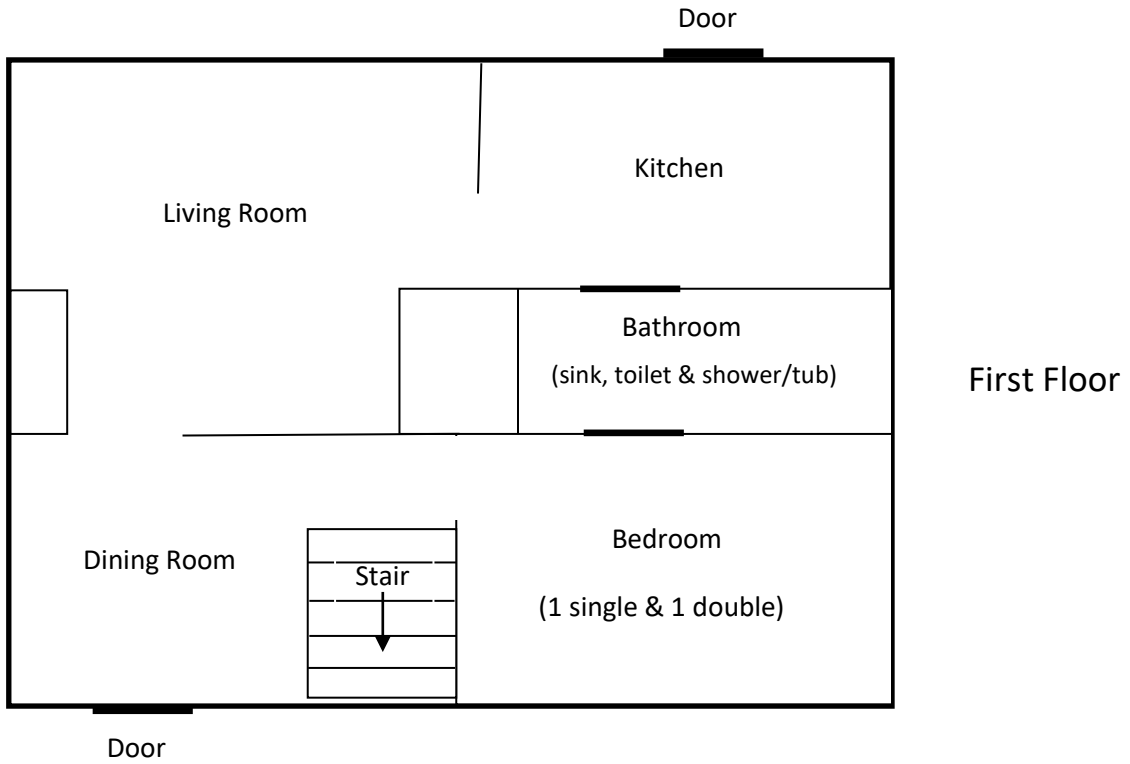 Door
Kitchen
Living Room
Bathroom
(sink, toilet & shower/tub)
First Floor
Bedroom
Dining Room
Stair
(1 single & 1 double)
Door